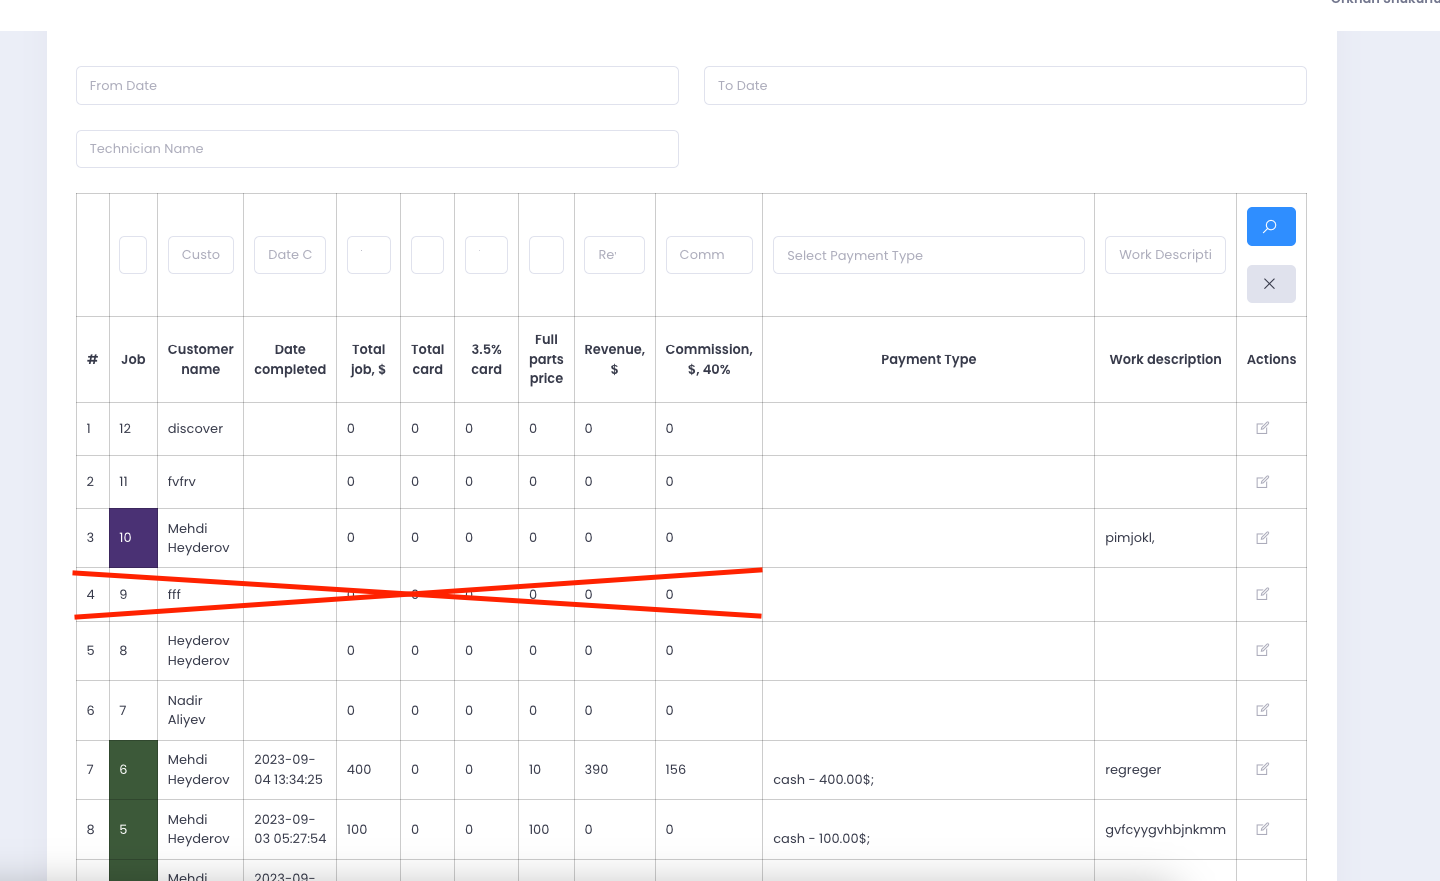 From Date To Date
Technician Name
Custo Date C Re Comm Select Payment Type Work Descripti
# Job Customer name Date completed Total job, $ Total card 3.5% card Full parts price Revenue, $ Commission, $, 40% Payment Type Work description Actions
1 12 discover 0 0 0 0 0 0
2 11 fvfrv 0 0 0 0 0 0
3 10 Mehdi Heyderov 0 0 0 0 0 0 pimjokl,
4 9 fff 0 0 0 0 0 0
5 8 Heyderov Heyderov 0 0 0 0 0 0
6 7 Nadir Aliyev 0 0 0 0 0 0
7 6 Mehdi Heyderov 2023-09-04 13:34:25 400 0 0 10 390 156 cash - 400.00$; regreger
8 5 Mehdi Heyderov 2023-09-03 05:27:54 100 0 0 100 0 0 cash - 100.00$; gvfcyygvhbjnkmm
Mehdi 2023-09-